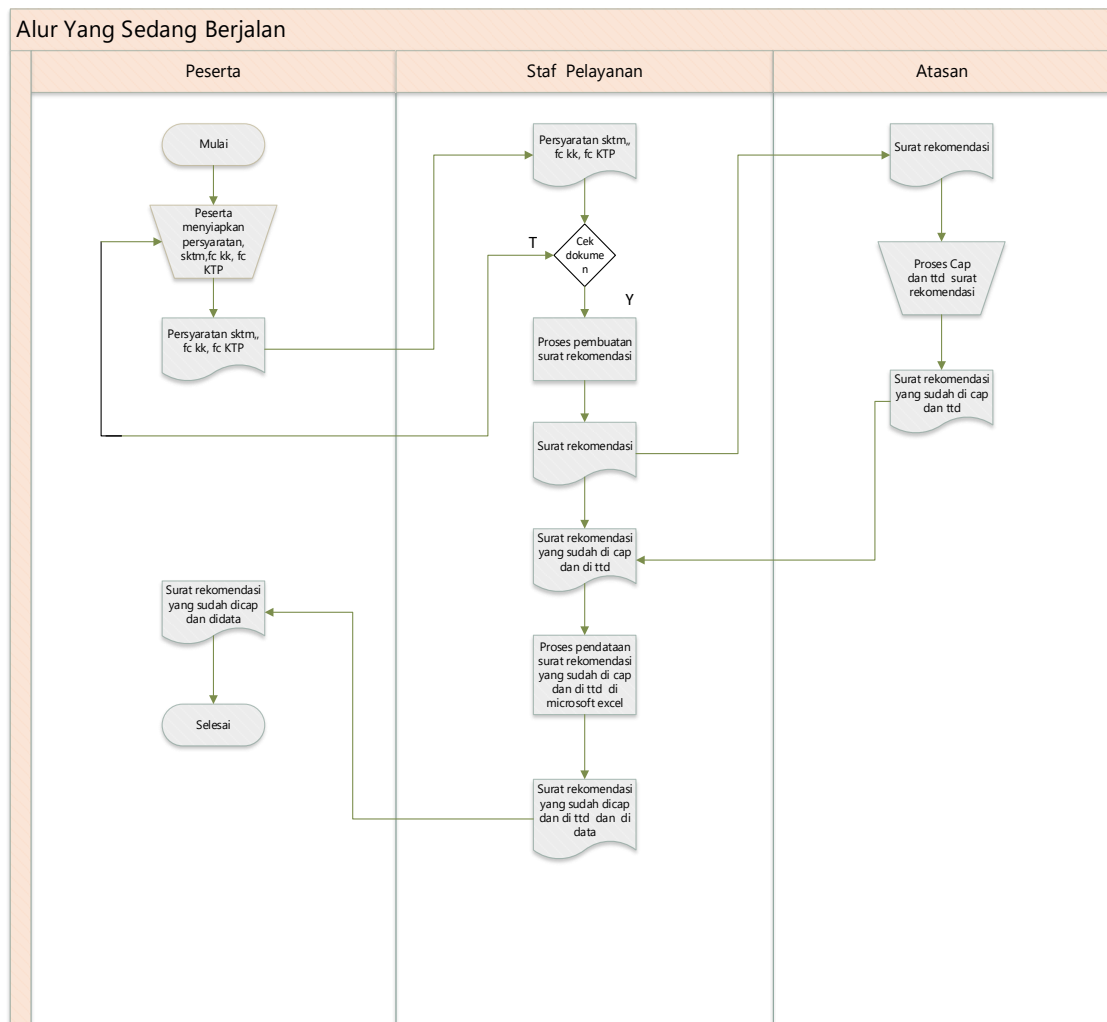 Alur Yang Sedang Berjalan
Peserta
Staf Pelayanan
Atasan
Mulai
Peserta
menyiapkan
persyaratan,
sktm,fc kk, fc
KTP
Persyaratan sktm,,
fc kk, fc KTP
Surat rekomendasi
yang sudah dicap
dan didata
Selesai
Persyaratan sktm,,
fc kk, fc KTP
T
Cek
dokume
n
Y
Proses pembuatan
surat rekomendasi
Surat rekomendasi
Surat rekomendasi
yang sudah di cap
dan di ttd
Proses pendataan
surat rekomendasi
yang sudah di cap
dan di ttd di
microsoft excel
Surat rekomendasi
yang sudah dicap
dan di ttd dan di
data
Surat rekomendasi
Proses Cap
dan ttd surat
rekomendasi
Surat rekomendasi
yang sudah di cap
dan ttd